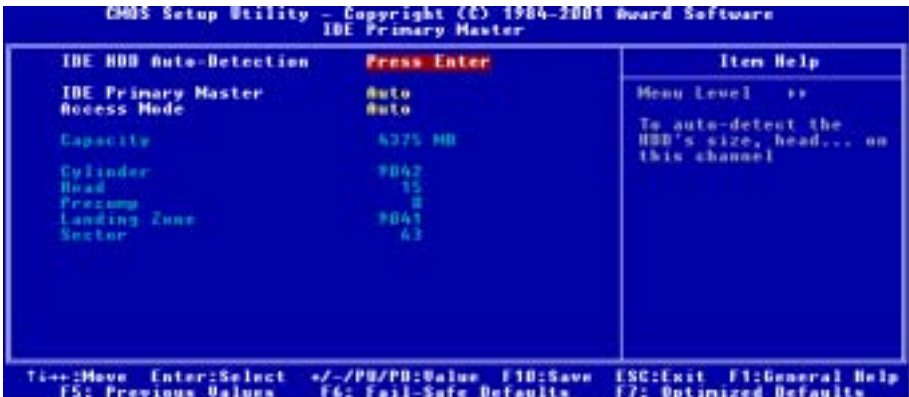 CMOS Setup Utility - Copyright (C) 1984-2001 Award Software
IDE Primary Master
IDE HDD Auto-Detection Press Enter
Item Help
IDE Primary Master Auto
Access Mode Auto
Menu Level ▸▸
To auto-detect the
HDD's size, head... on
this channel
Capacity 4375 MB
Cylinder 9042
Head 15
Precomp 0
Landing Zone 9041
Sector 63
:Move Enter:Select +/-/PU/PD:Value F10:Save ESC:Exit F1:General Help
F5: Previous Values F6: Fail-Safe Defaults F7: Optimized Defaults